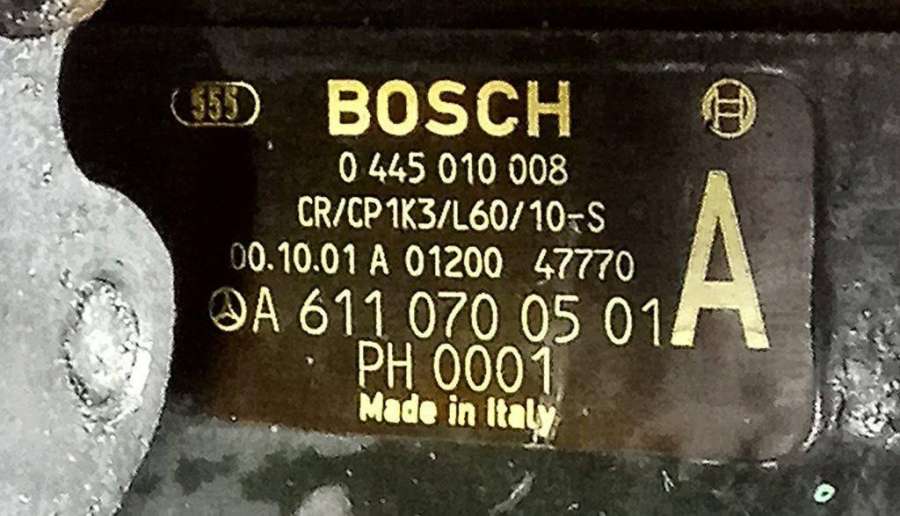 555 BOSCH
0 445 010 008
CR/CP1K3/L60/10-S
00.10.01 A 01200 47770
A 611 070 05 01 A
PH 0001
Made in Italy